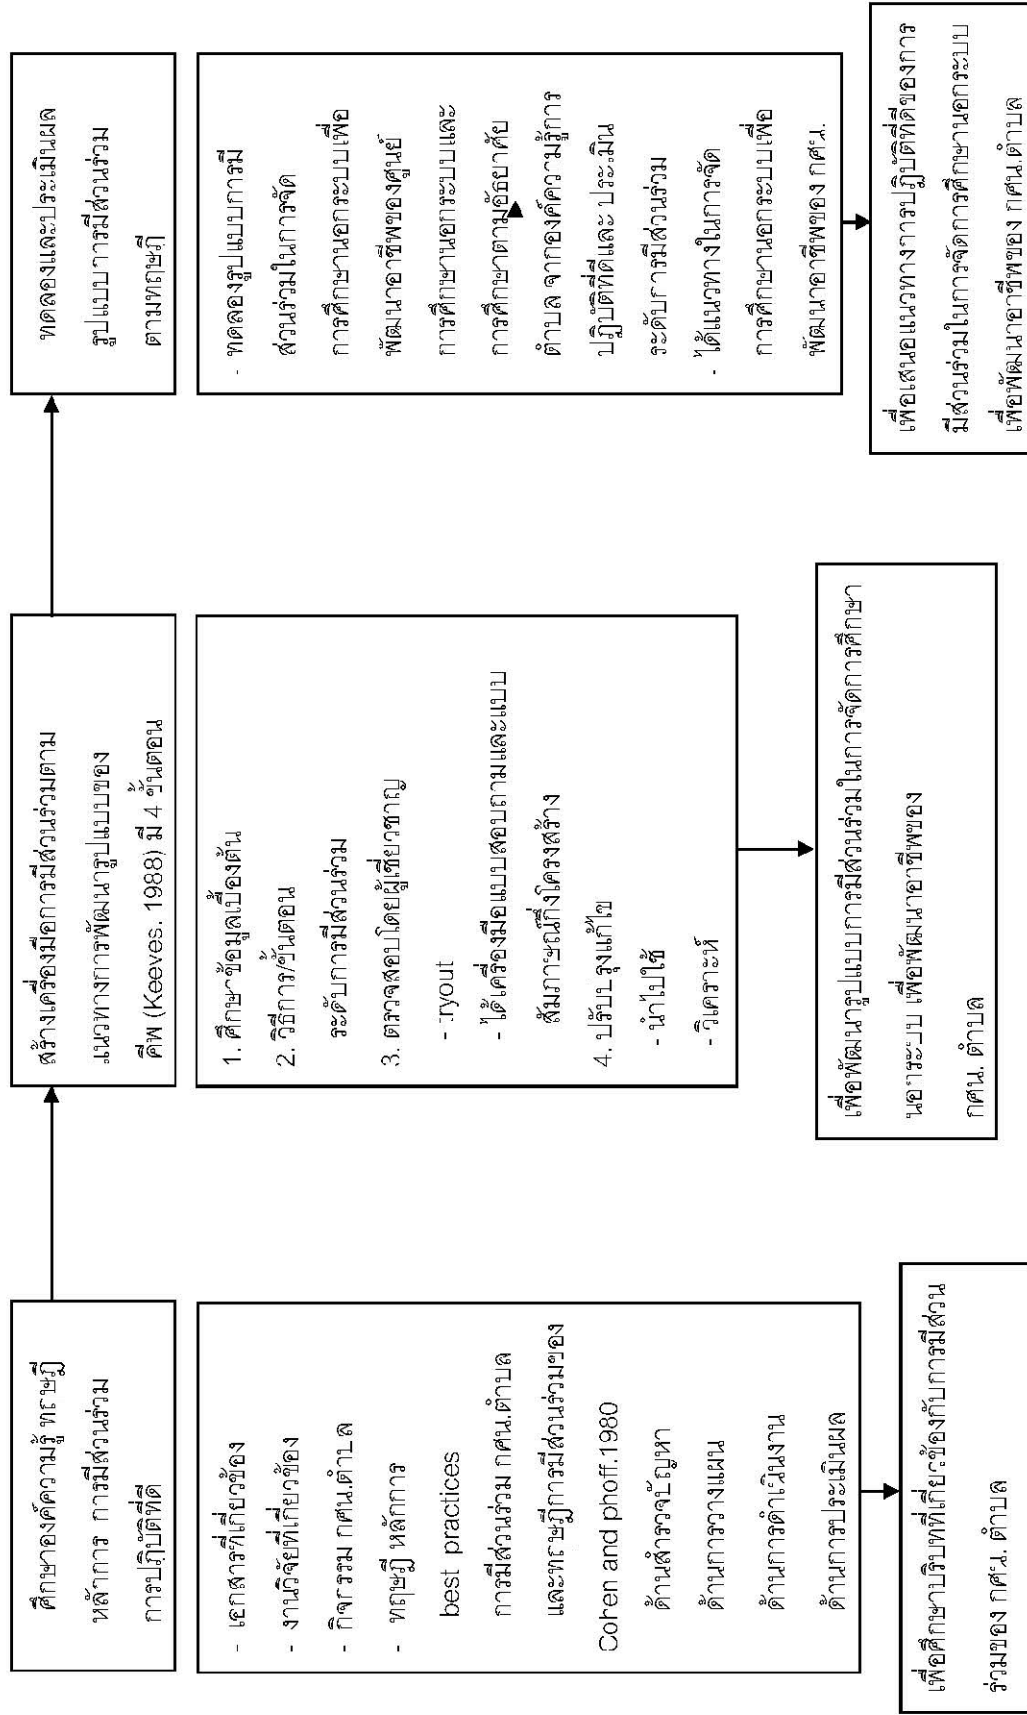 ศึกษาองค์ความรู้ ทฤษฎี
หลักการ การมีส่วนร่วม
การปฏิบัติที่ดี
- เอกสารที่เกี่ยวข้อง
- งานวิจัยที่เกี่ยวข้อง
- กิจกรรม กศน.ตำบล
- ทฤษฎี หลักการ
best practices
การมีส่วนร่วม กศน.ตำบล
และทฤษฎีการมีส่วนร่วมของ
Cohen and phoff.1980
ด้านสำรวจปัญหา
ด้านการวางแผน
ด้านการดำเนินงาน
ด้านการประเมินผล
เพื่อศึกษาบริบทที่เกี่ยวข้องกับการมีส่วน
ร่วมของ กศน. ตำบล
สร้างเครื่องมือการมีส่วนร่วมตาม
แนวทางการพัฒนารูปแบบของ
คีพ (Keeves. 1988) มี 4 ขั้นตอน
1. ศึกษาข้อมูลเบื้องต้น
2. วิธีการ/ขั้นตอน
ระดับการมีส่วนร่วม
3. ตรวจสอบโดยผู้เชี่ยวชาญ
- tryout
- ได้เครื่องมือแบบสอบถามและแบบ
สัมภาษณ์กึ่งโครงสร้าง
4. ปรับปรุงแก้ไข
- นำไปใช้
- วิเคราะห์
เพื่อพัฒนารูปแบบการมีส่วนร่วมในการจัดการศึกษา
นอกระบบ เพื่อพัฒนาอาชีพของ
กศน. ตำบล
ทดลองและประเมินผล
รูปแบบการมีส่วนร่วม
ตามทฤษฎี
- ทดลองรูปแบบการมี
ส่วนร่วมในการจัด
การศึกษานอกระบบเพื่อ
พัฒนาอาชีพของศูนย์
การศึกษานอกระบบและ
การศึกษาตามอัธยาศัย
ตำบล จากองค์ความรู้การ
ปฏิบัติที่ดีและ ประเมิน
ระดับการมีส่วนร่วม
- ได้แนวทางในการจัด
การศึกษานอกระบบเพื่อ
พัฒนาอาชีพของ กศน.
เพื่อเสนอแนวทางการปฏิบัติที่ดีของการ
มีส่วนร่วมในการจัดการศึกษานอกระบบ
เพื่อพัฒนาอาชีพของ กศน.ตำบล